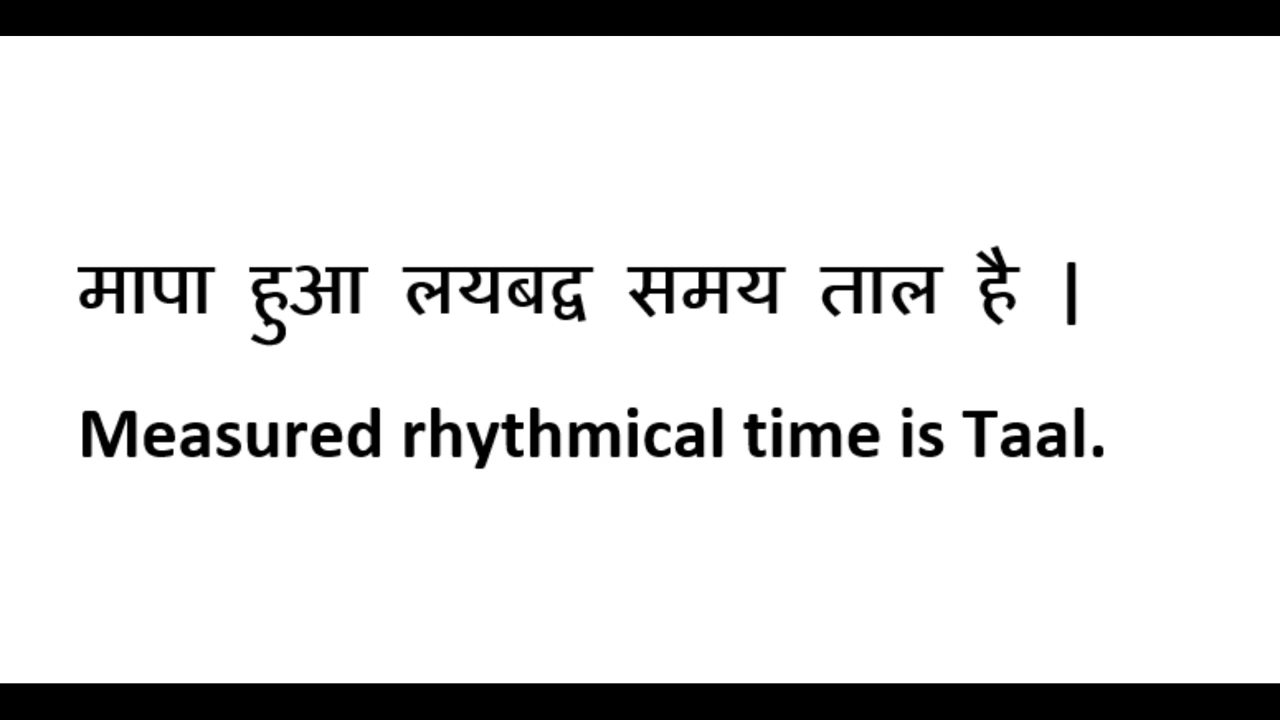 मापा हुआ लयबद्व समय ताल है |
Measured rhythmical time is Taal.